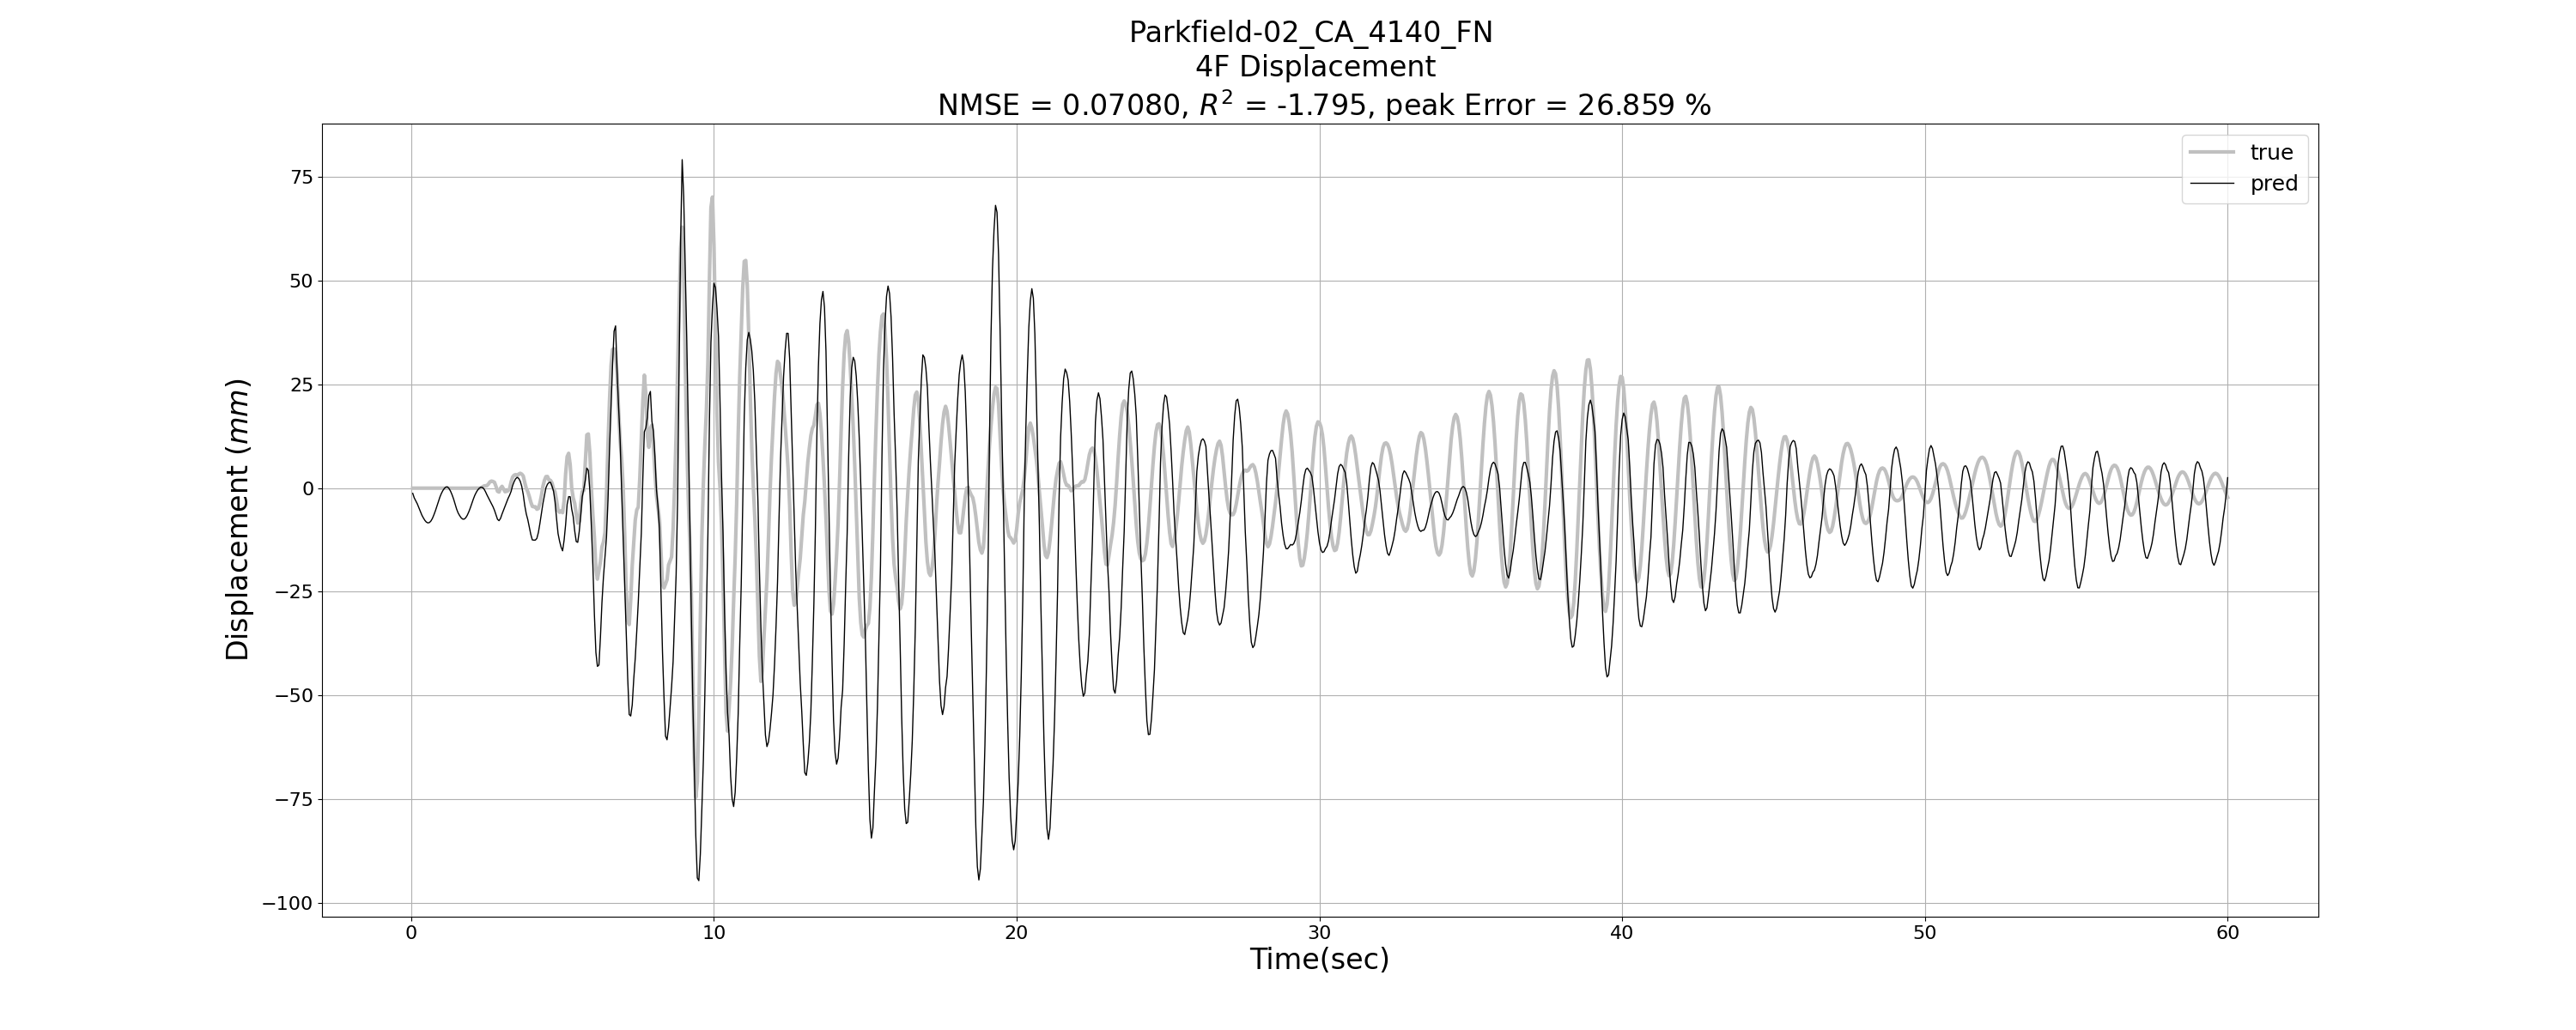 Parkfield-02_CA_4140_FN
4F Displacement
NMSE = 0.07080, R² = -1.795, peak Error = 26.859 %
true
pred
75
50
25
0
−25
−50
−75
−100
Displacement (mm)
0 10 20 30 40 50 60
Time(sec)